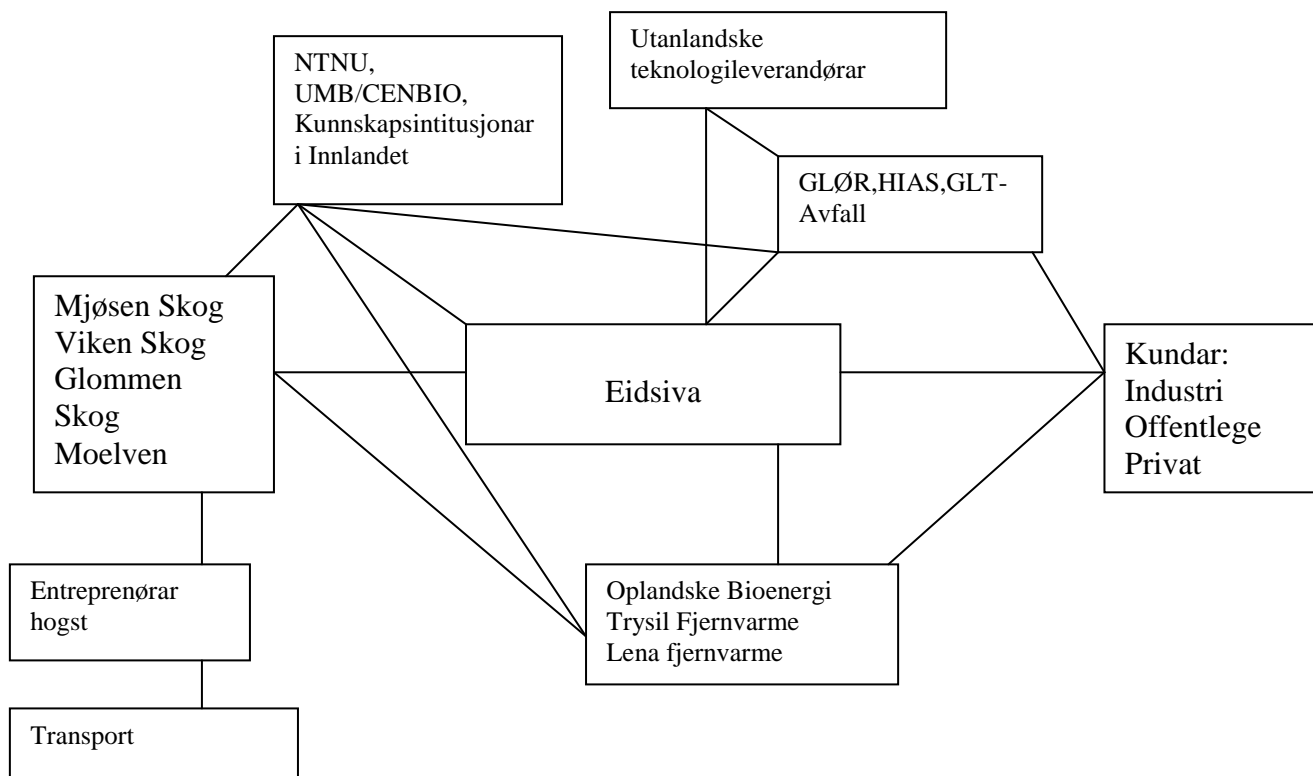 NTNU,
UMB/CENBIO,
Kunnskapsintitusjonar
i Innlandet
Utanlandske
teknologileverandørar
GLØR,HIAS,GLT-
Avfall
Mjøsen Skog
Viken Skog
Glommen
Skog
Moelven
Eidsiva
Kundar:
Industri
Offentlege
Privat
Entreprenørar
hogst
Oplandske Bioenergi
Trysil Fjernvarme
Lena fjernvarme
Transport